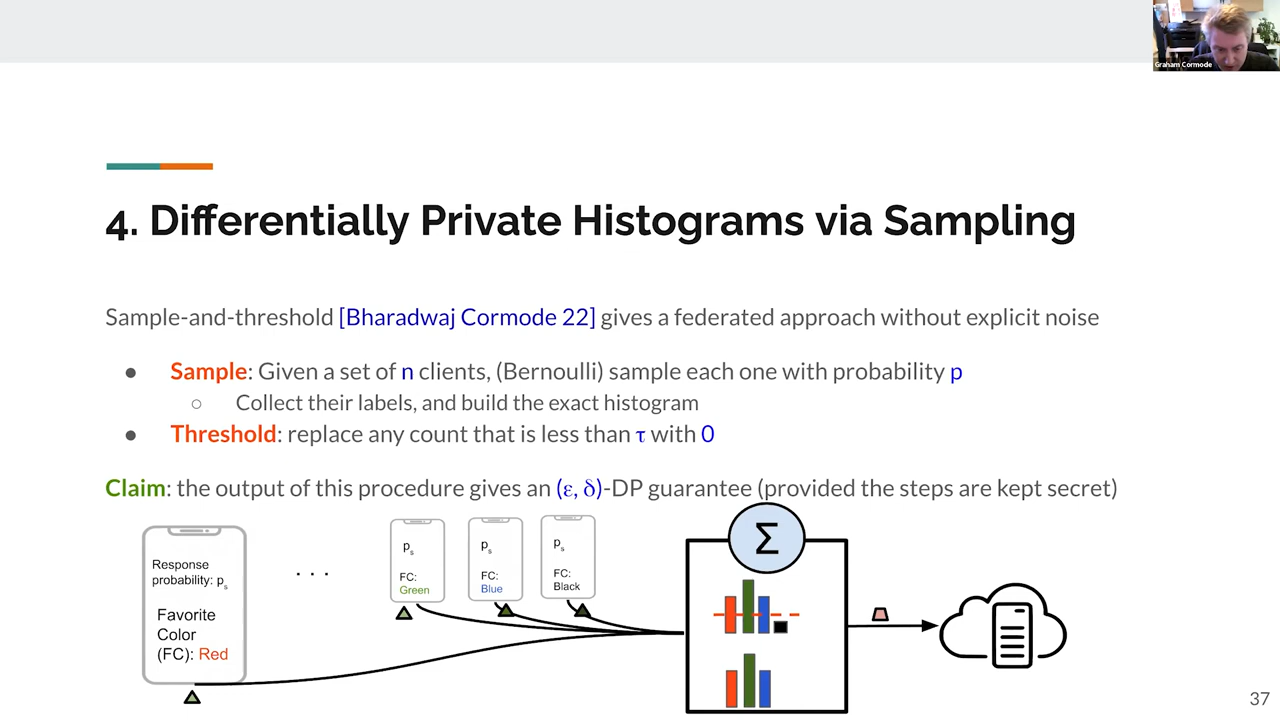 Graham Cormode
4. Differentially Private Histograms via Sampling
Sample-and-threshold [Bharadwaj Cormode 22] gives a federated approach without explicit noise
● Sample: Given a set of n clients, (Bernoulli) sample each one with probability p
○ Collect their labels, and build the exact histogram
● Threshold: replace any count that is less than τ with 0
Claim: the output of this procedure gives an (ε, δ)-DP guarantee (provided the steps are kept secret)
Response
probability: ps
Favorite
Color
(FC): Red
. . .
ps
FC:
Green
ps
FC:
Blue
ps
FC:
Black
Σ
37